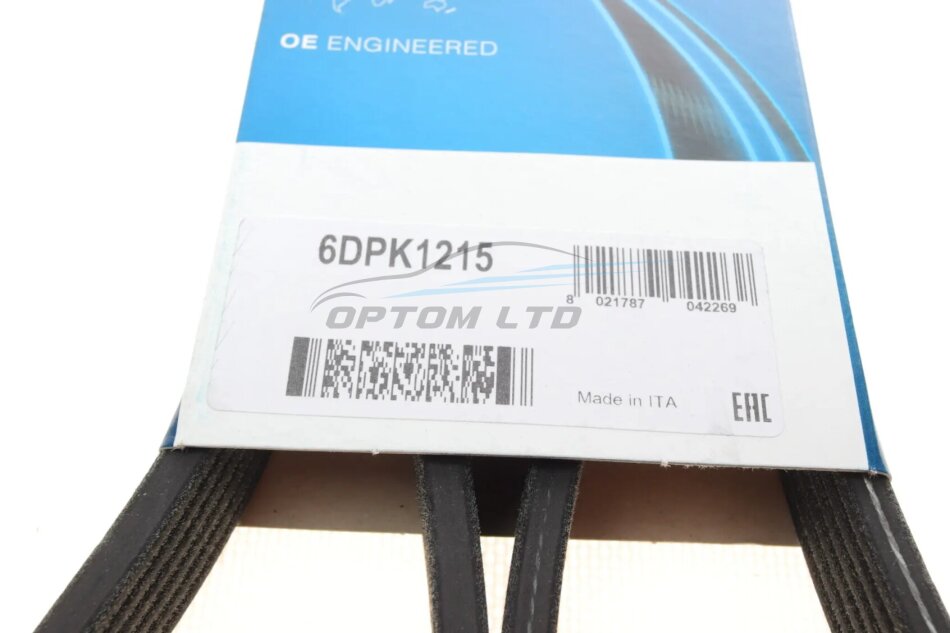 OE ENGINEERED
6DPK1215
8 021787 042269
OPTOM LTD
Made in ITA
EAC